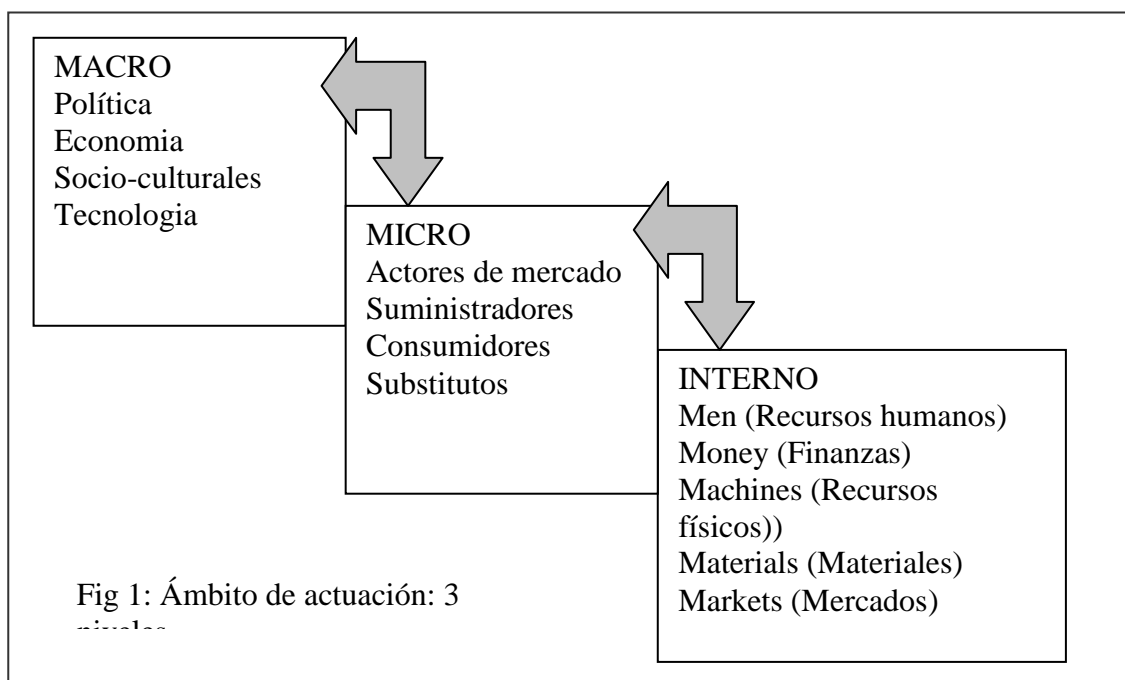 MACRO
Política
Economia
Socio-culturales
Tecnologia
MICRO
Actores de mercado
Suministradores
Consumidores
Substitutos
INTERNO
Men (Recursos humanos)
Money (Finanzas)
Machines (Recursos
físicos))
Materials (Materiales)
Markets (Mercados)
Fig 1: Ámbito de actuación: 3
niveles